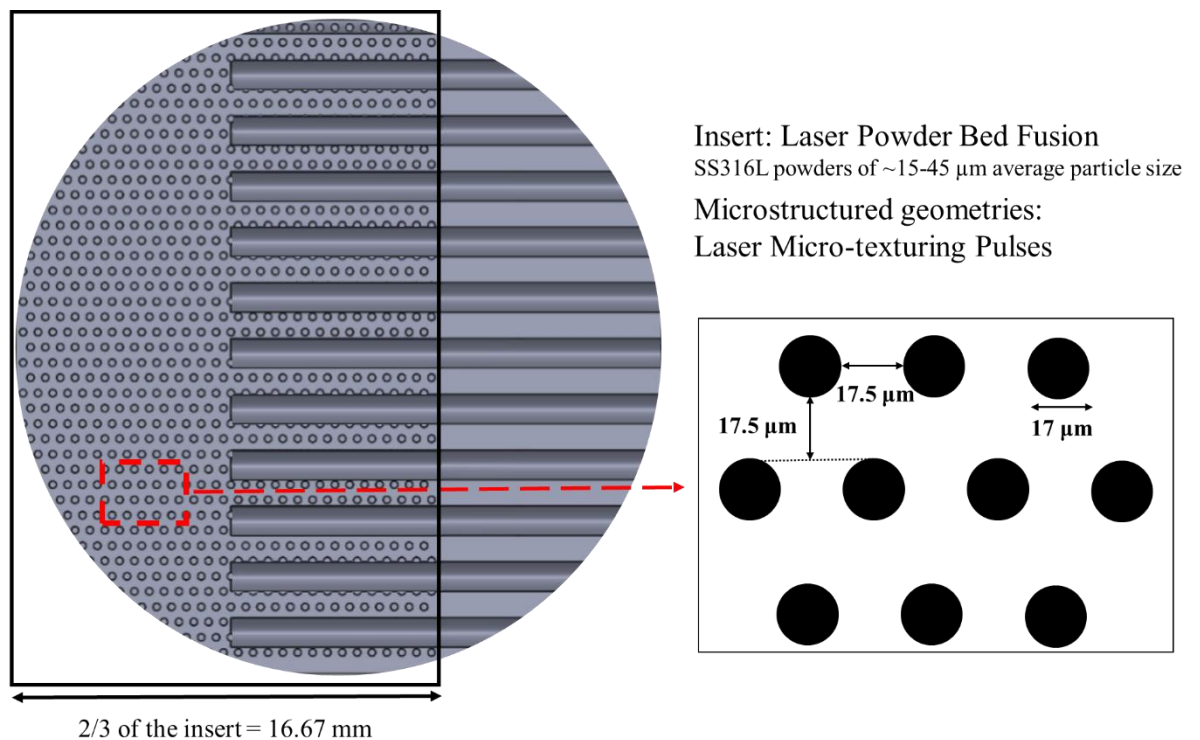 Insert: Laser Powder Bed Fusion
SS316L powders of ~15-45 µm average particle size
Microstructured geometries:
Laser Micro-texturing Pulses
17.5 µm
17.5 µm
17 µm
2/3 of the insert = 16.67 mm